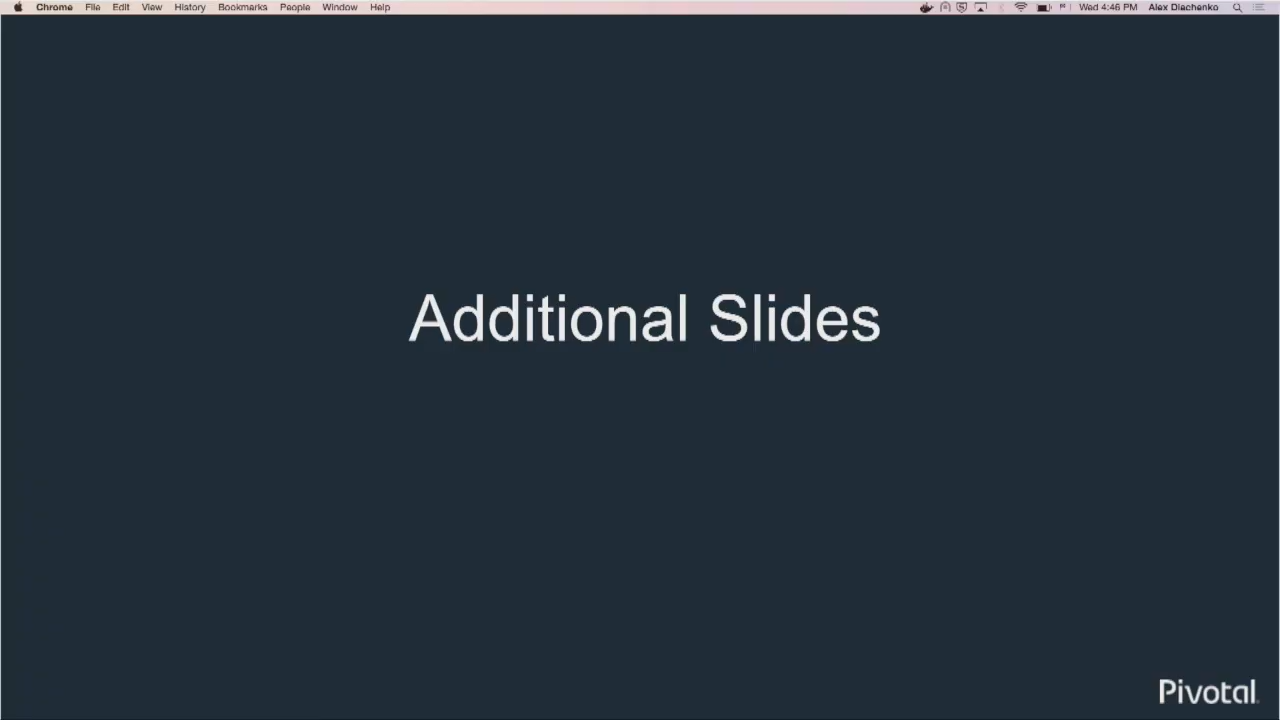 Chrome File Edit View History Bookmarks People Window Help Wed 4:46 PM Alex Diachenko
Additional Slides
Pivotal